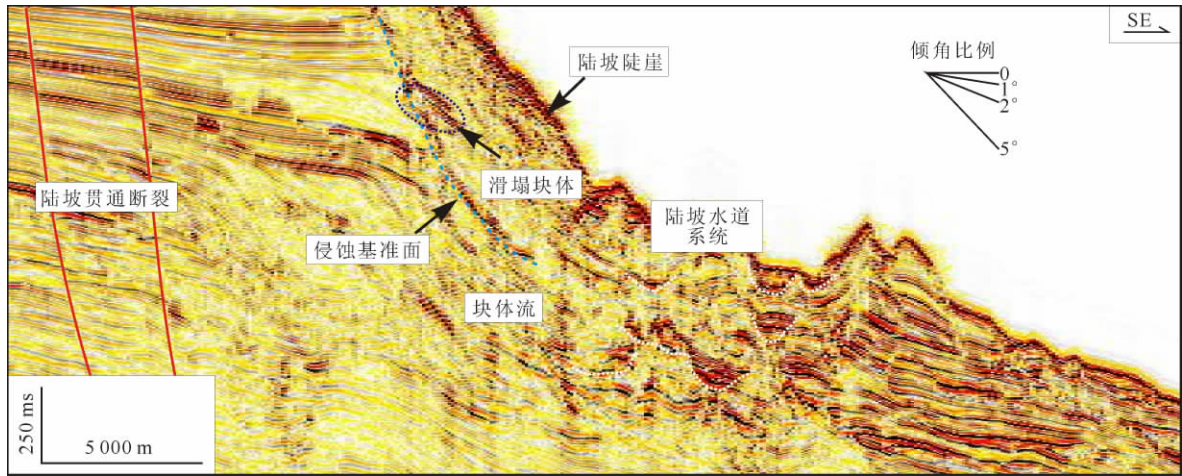 SE
倾角比例
0
1°
2°
5°
陆坡陡崖
滑塌块体
陆坡贯通断裂
陆坡水道
系统
侵蚀基准面
块体流
250 ms
5 000 m